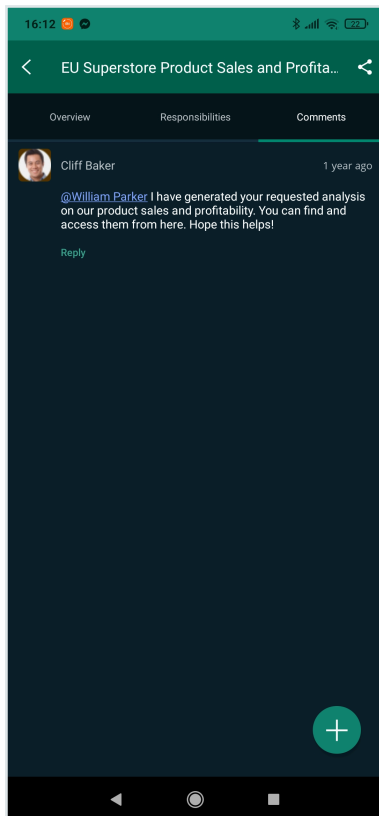 16:12
22
EU Superstore Product Sales and Profita...
Overview
Responsibilities
Comments
Cliff Baker
1 year ago
@William Parker I have generated your requested analysis
on our product sales and profitability. You can find and
access them from here. Hope this helps!
Reply